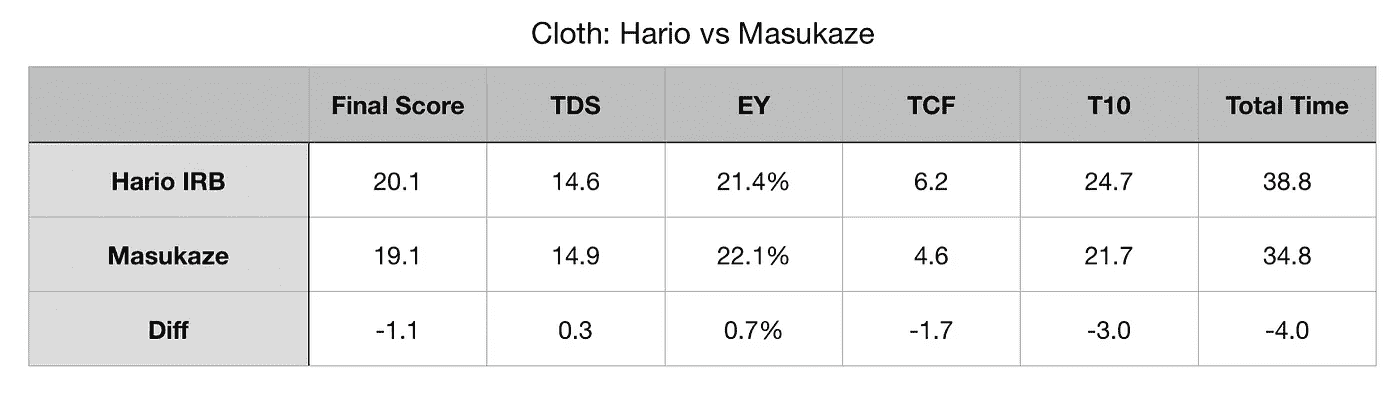 Cloth: Hario vs Masukaze
Final Score TDS EY TCF T10 Total Time
Hario IRB 20.1 14.6 21.4% 6.2 24.7 38.8
Masukaze 19.1 14.9 22.1% 4.6 21.7 34.8
Diff -1.1 0.3 0.7% -1.7 -3.0 -4.0